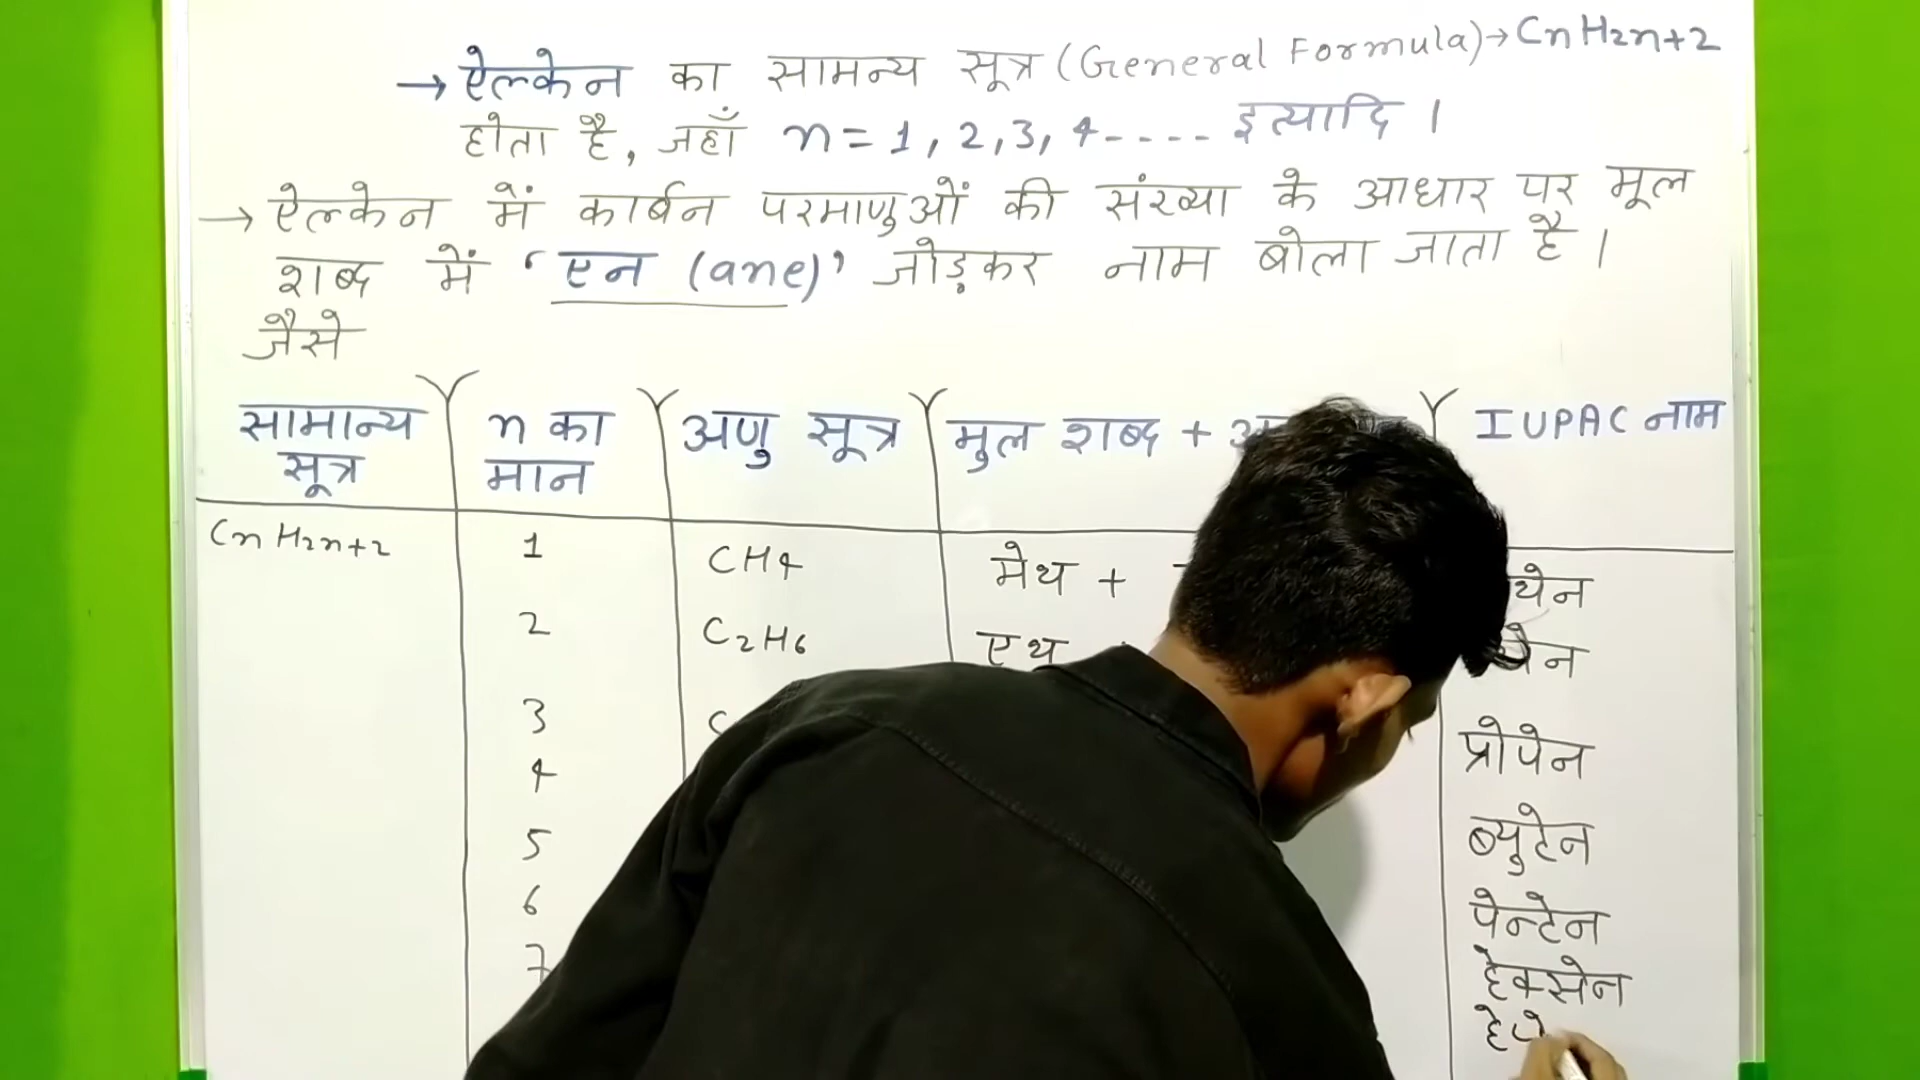 → ऐल्केन का सामन्य सूत्र (General Formula) → CnH2n+2
होता है, जहाँ n = 1, 2, 3, 4---- इत्यादि ।
→ ऐल्केन में कार्बन परमाणुओं की संख्या के आधार पर मूल
शब्द में ‘एन (ane)’ जोड़कर नाम बोला जाता है ।
जैसे
सामान्य सूत्र n का मान अणु सूत्र मुल शब्द + IUPAC नाम
CnH2n+2 1 CH4 मेथ +
2 C2H6 एथ
3 प्रोपेन
4 ब्युटेन
5 पेन्टेन
6 हेक्सेन
7